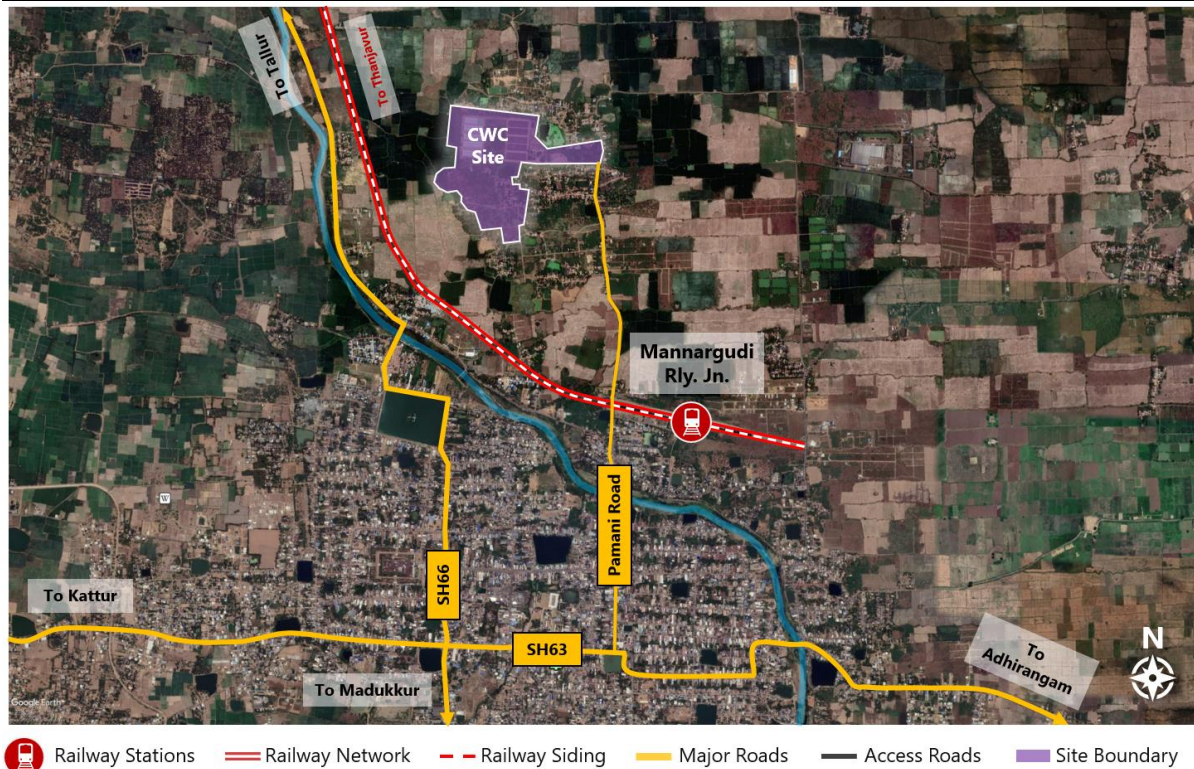 To Tallur
To Thanjavur
CWC
Site
Mannargudi
Rly. Jn.
Pamani Road
SH66
W
To Kattur
SH63
To Madukkur
To
Adhirangam
N
Google Earth
Railway Stations
Railway Network
Railway Siding
Major Roads
Access Roads
Site Boundary